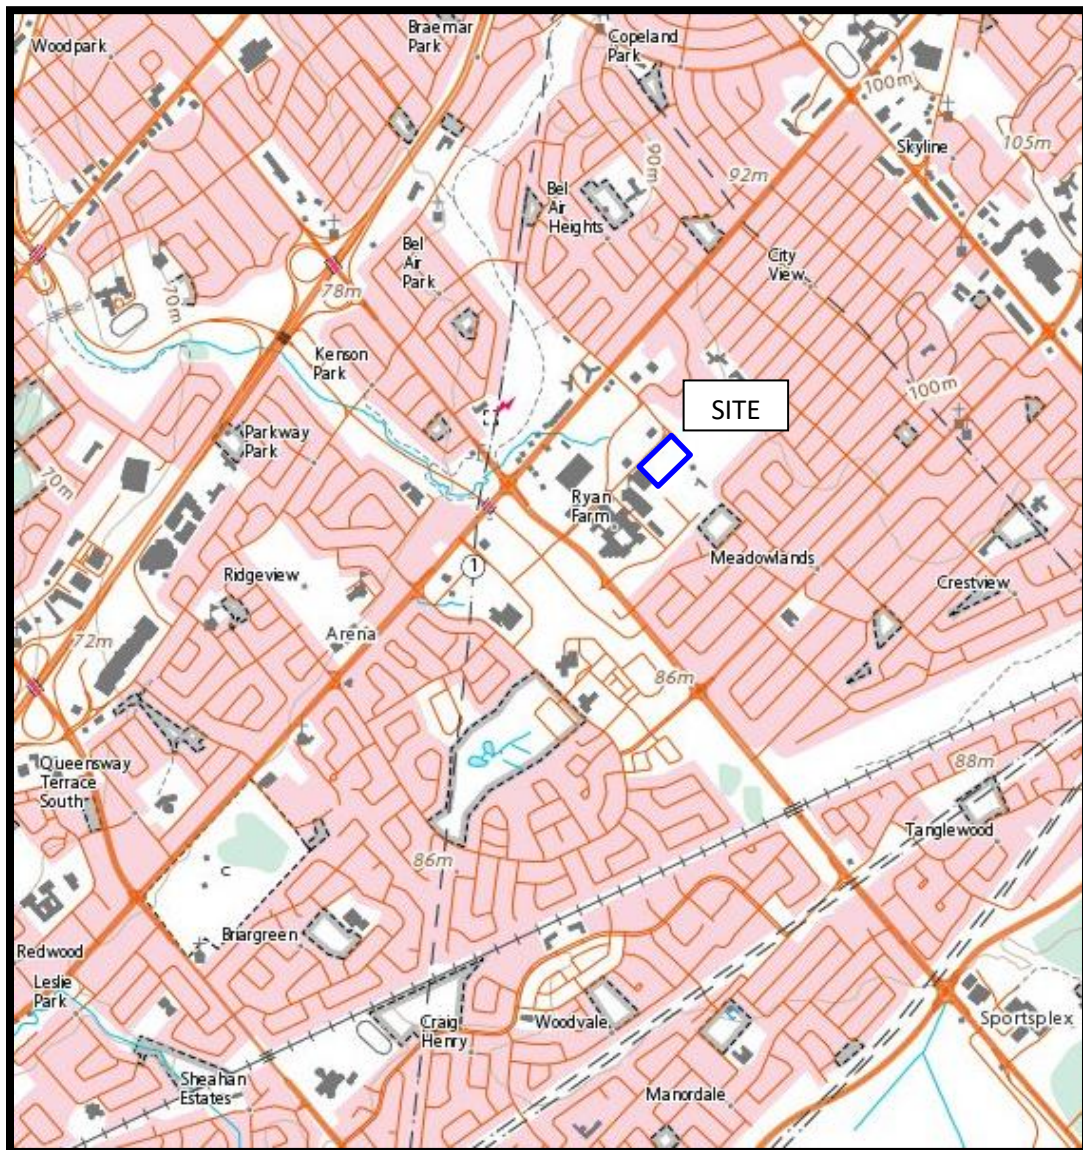 Woodpark
Braemar
Park
Copeland
Park
100m
Skyline
105m
90m
92m
Bel
Air
Heights
Bel
Air
Park
City
View
70m
78m
Kenson
Park
100m
SITE
Parkway
Park
70m
Ryan
Farm
Meadowlands
1
Ridgeview
Crestview
Arena
72m
86m
Queensway
Terrace
South
88m
Tanglewood
86m
Briargreen
Redwood
Leslie
Park
Craig
Henry
Woodvale
Sportsplex
Sheahan
Estates
Manordale